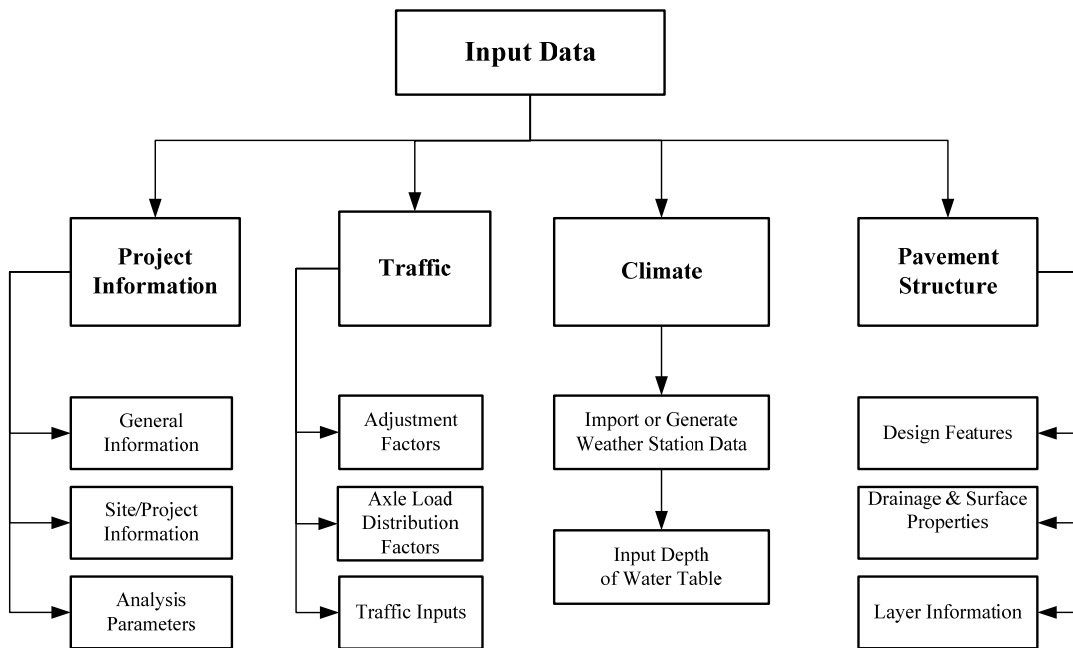 Input Data
Project
Information
Traffic
Climate
Pavement
Structure
General
Information
Site/Project
Information
Analysis
Parameters
Adjustment
Factors
Axle Load
Distribution
Factors
Traffic Inputs
Import or Generate
Weather Station Data
Input Depth
of Water Table
Design Features
Drainage & Surface
Properties
Layer Information